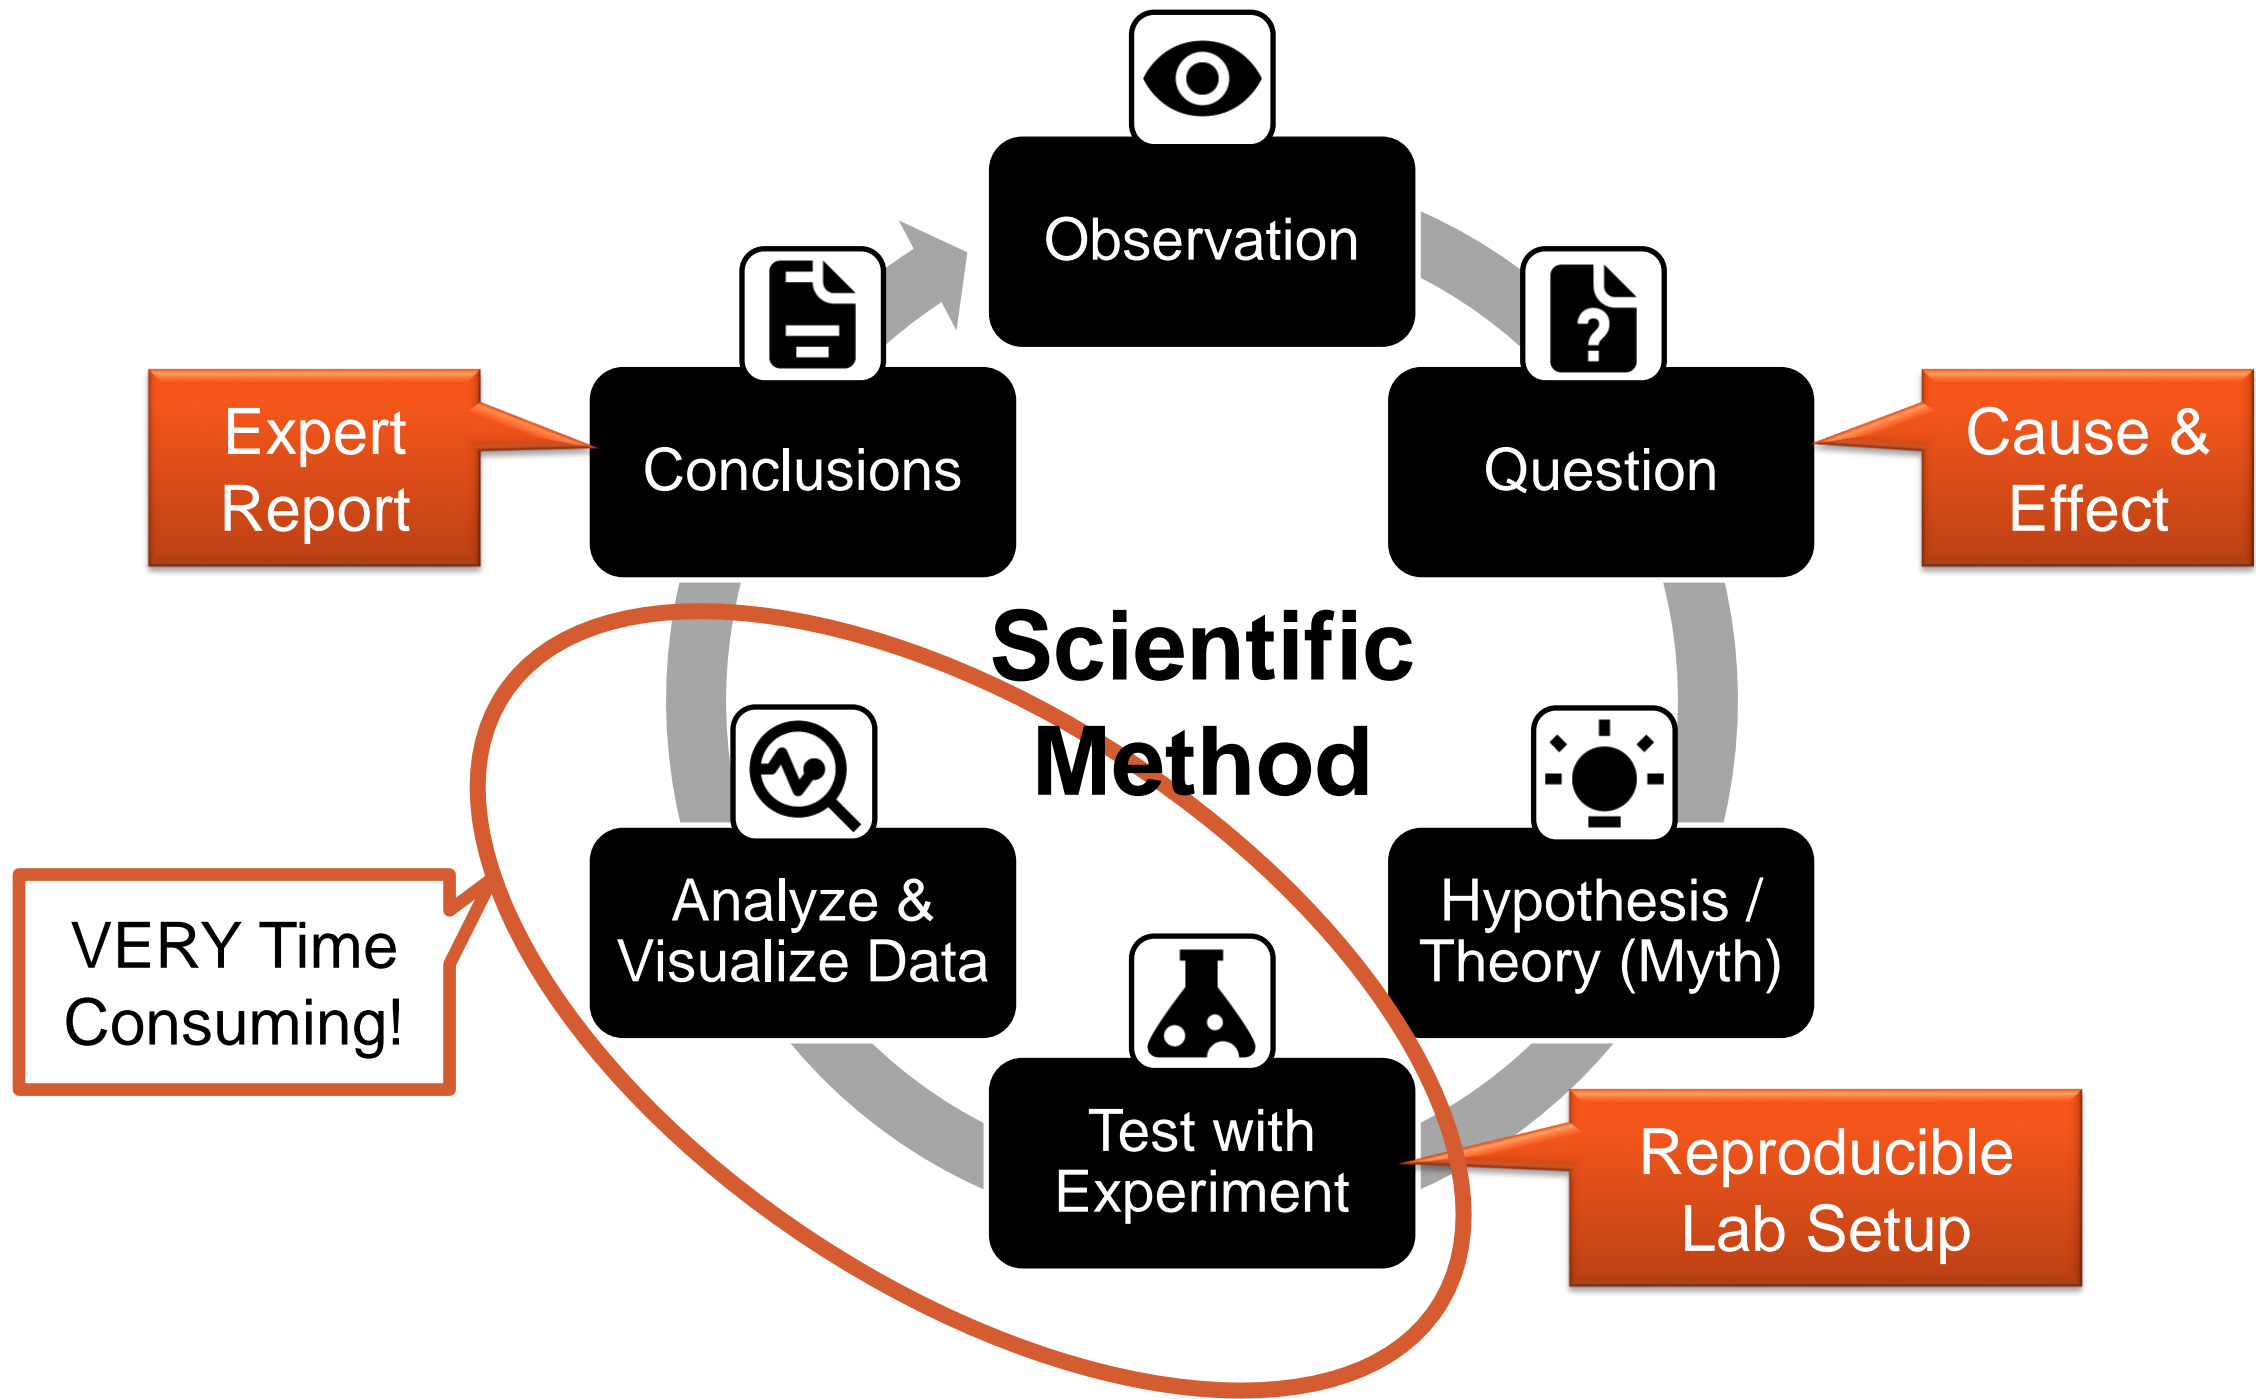 Observation
Question
Cause &
Effect
Hypothesis /
Theory (Myth)
Test with
Experiment
Reproducible
Lab Setup
Analyze &
Visualize Data
VERY Time
Consuming!
Conclusions
Expert
Report
Scientific
Method
?